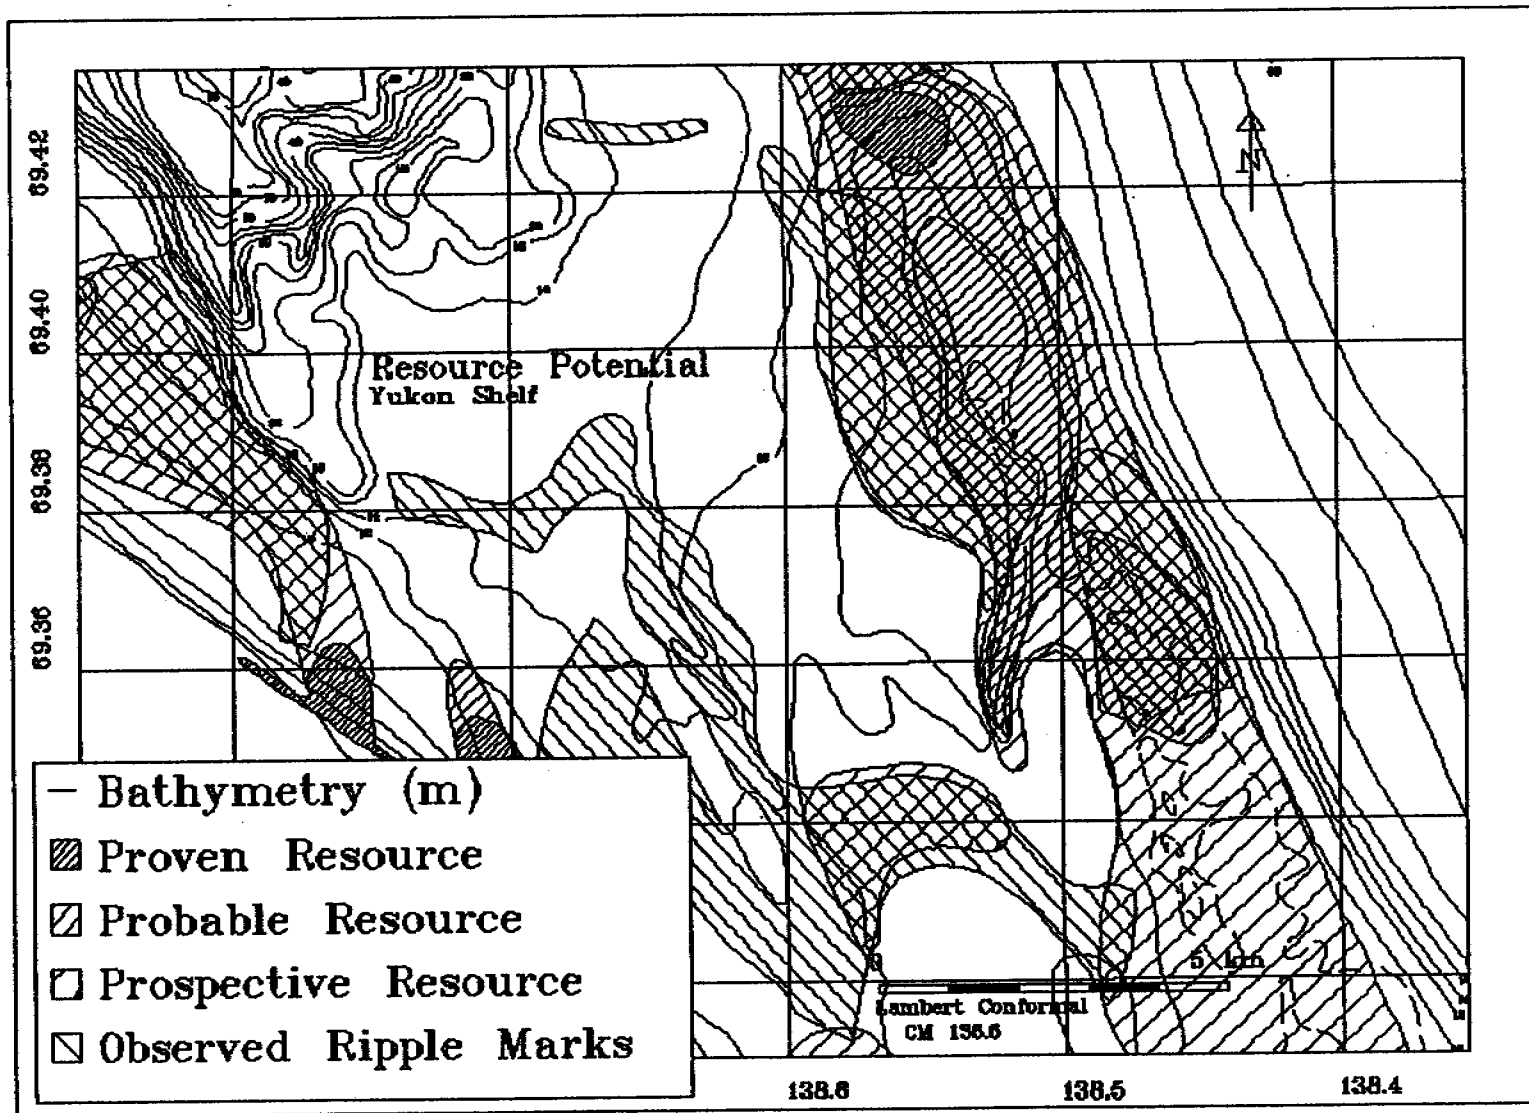 69.42
69.40
69.38
69.36
N
Resource Potential
Yukon Shelf
Bathymetry (m)
Proven Resource
Probable Resource
Prospective Resource
Observed Ripple Marks
0 5 km
Lambert Conformal
CM 136.6
138.6 138.5 138.4